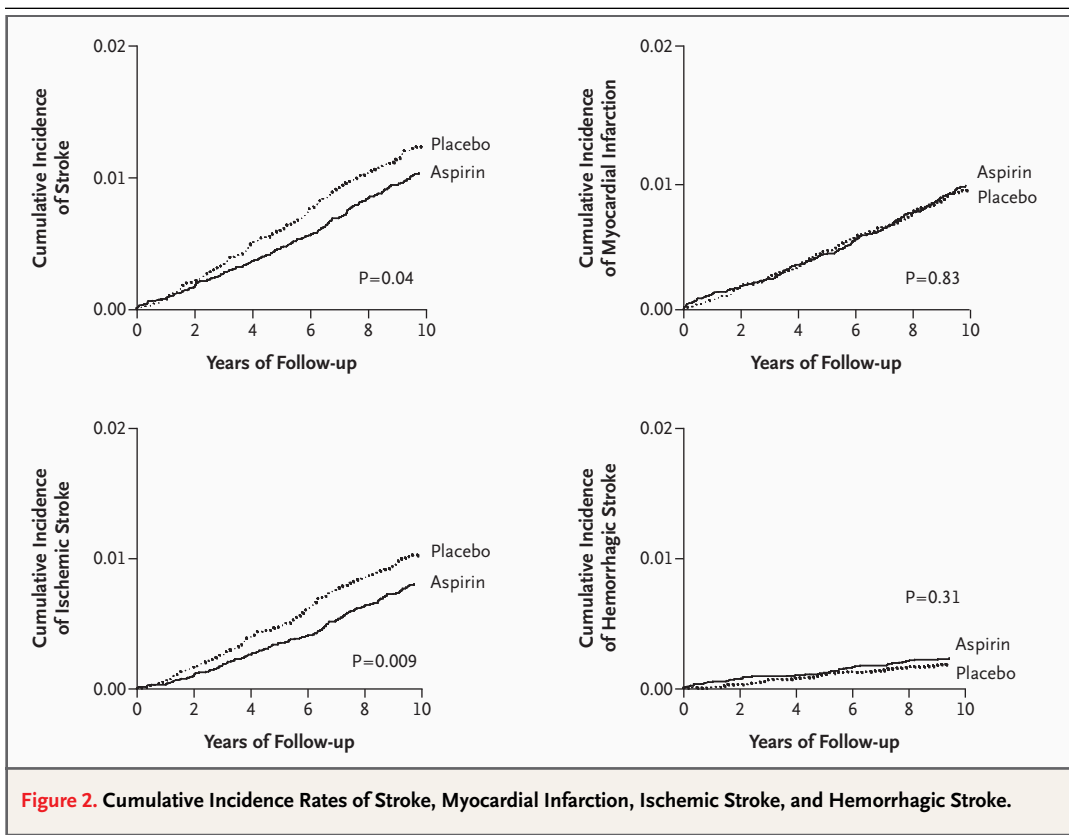 0.02
Cumulative Incidence
of Stroke
0.01
0.00
Placebo
Aspirin
P=0.04
0 2 4 6 8 10
Years of Follow-up
0.02
Cumulative Incidence
of Myocardial Infarction
0.01
0.00
Aspirin
Placebo
P=0.83
0 2 4 6 8 10
Years of Follow-up
0.02
Cumulative Incidence
of Ischemic Stroke
0.01
0.00
Placebo
Aspirin
P=0.009
0 2 4 6 8 10
Years of Follow-up
0.02
Cumulative Incidence
of Hemorrhagic Stroke
0.01
0.00
P=0.31
Aspirin
Placebo
0 2 4 6 8 10
Years of Follow-up
Figure 2. Cumulative Incidence Rates of Stroke, Myocardial Infarction, Ischemic Stroke, and Hemorrhagic Stroke.